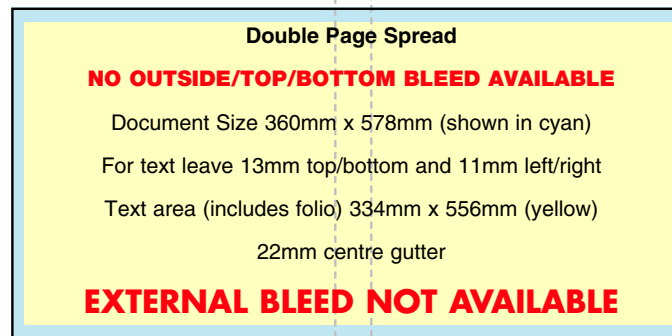 Double Page Spread
NO OUTSIDE/TOP/BOTTOM BLEED AVAILABLE
Document Size 360mm x 578mm (shown in cyan)
For text leave 13mm top/bottom and 11mm left/right
Text area (includes folio) 334mm x 556mm (yellow)
22mm centre gutter
EXTERNAL BLEED NOT AVAILABLE